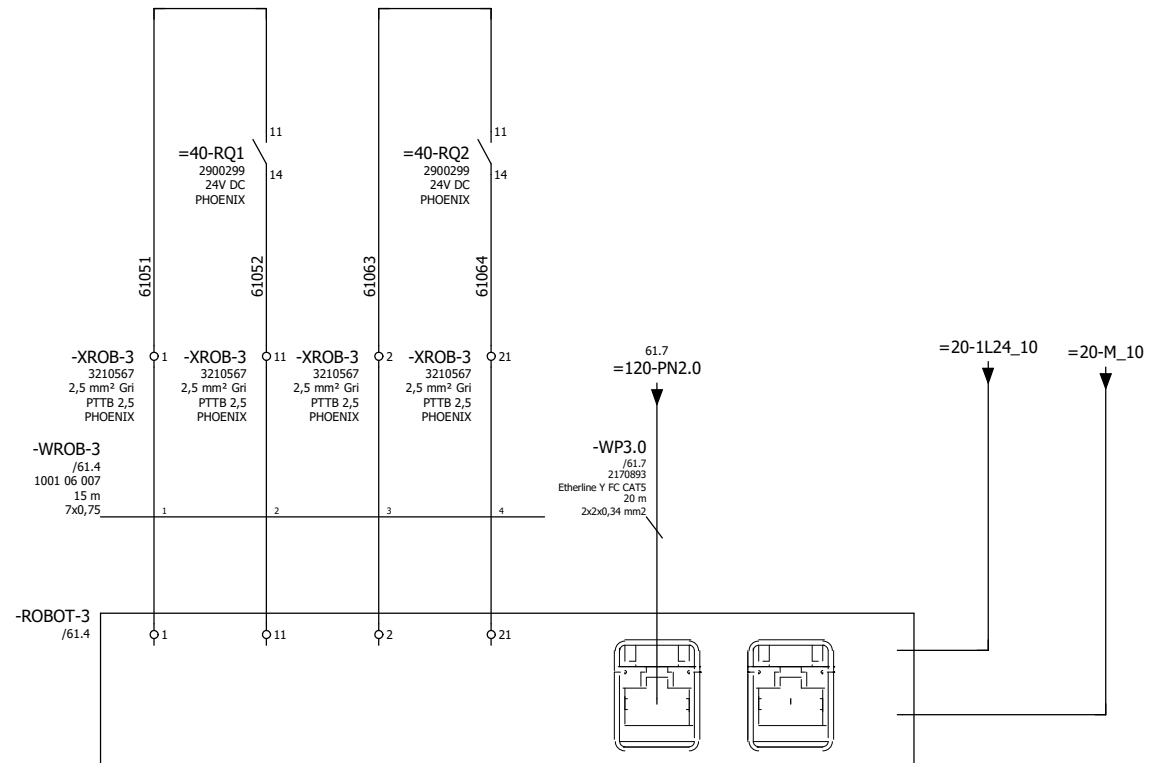 11
=40-RQ1
2900299
14
24V DC
PHOENIX
11
=40-RQ2
2900299
14
24V DC
PHOENIX
61051
61052
61063
61064
-XROB-3
1
3210567
2,5 mm² Gri
PTTB 2,5
PHOENIX
-XROB-3
11
3210567
2,5 mm² Gri
PTTB 2,5
PHOENIX
-XROB-3
2
3210567
2,5 mm² Gri
PTTB 2,5
PHOENIX
-XROB-3
21
3210567
2,5 mm² Gri
PTTB 2,5
PHOENIX
61.7
=120-PN2.0
=20-1L24_10
=20-M_10
-WROB-3
/61.4
1001 06 007
15 m
7x0,75
1
2
3
4
-WP3.0
/61.7
2170893
Etherline Y FC CAT5
20 m
2x2x0,34 mm2
-ROBOT-3
/61.4
1
11
2
21